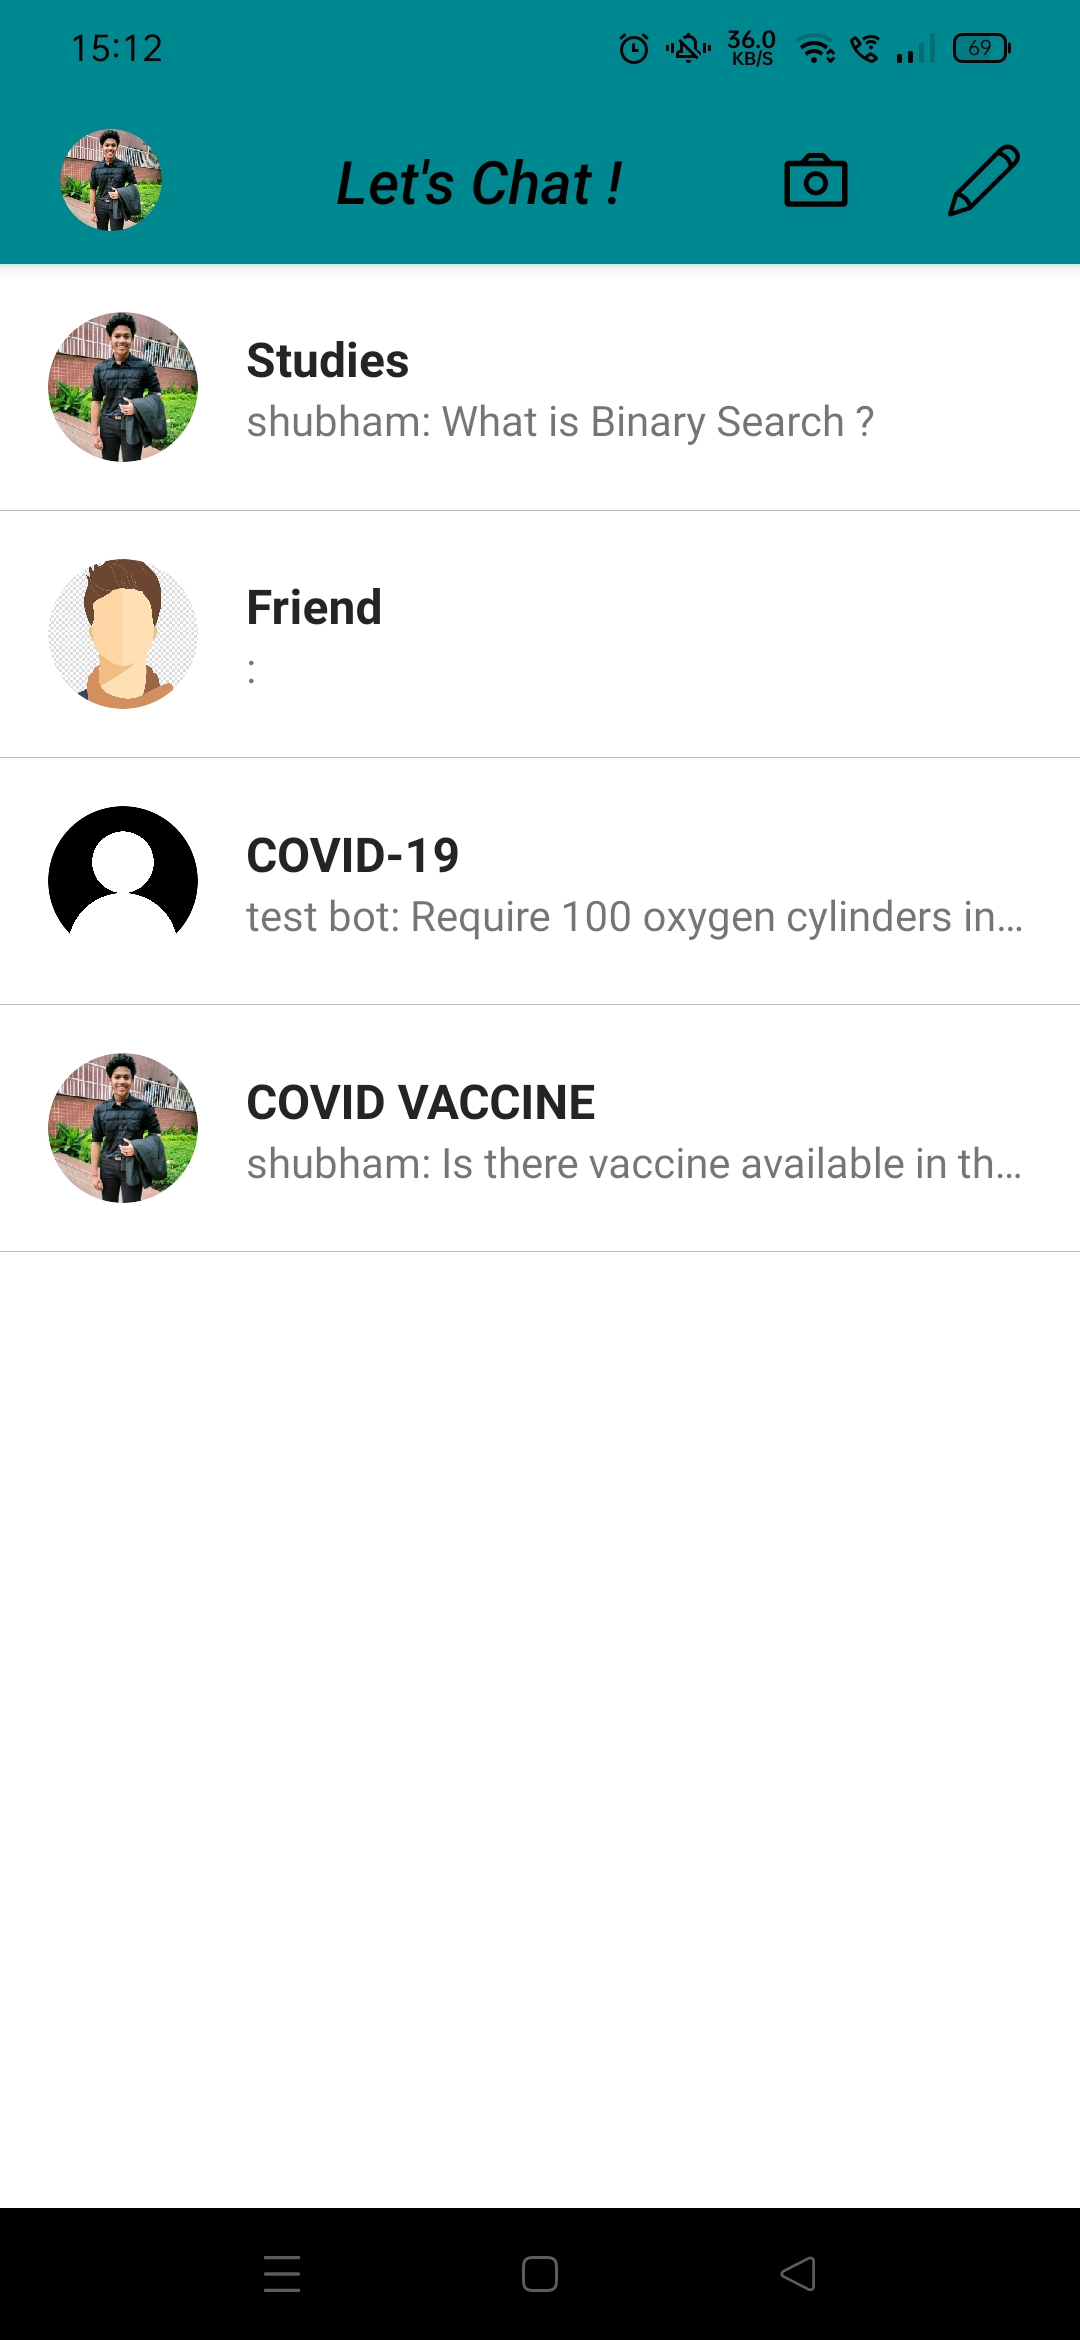 15:12
36.0
KB/S
69
Let's Chat !
Studies
shubham: What is Binary Search ?
Friend
:
COVID-19
test bot: Require 100 oxygen cylinders in...
COVID VACCINE
shubham: Is there vaccine available in th...